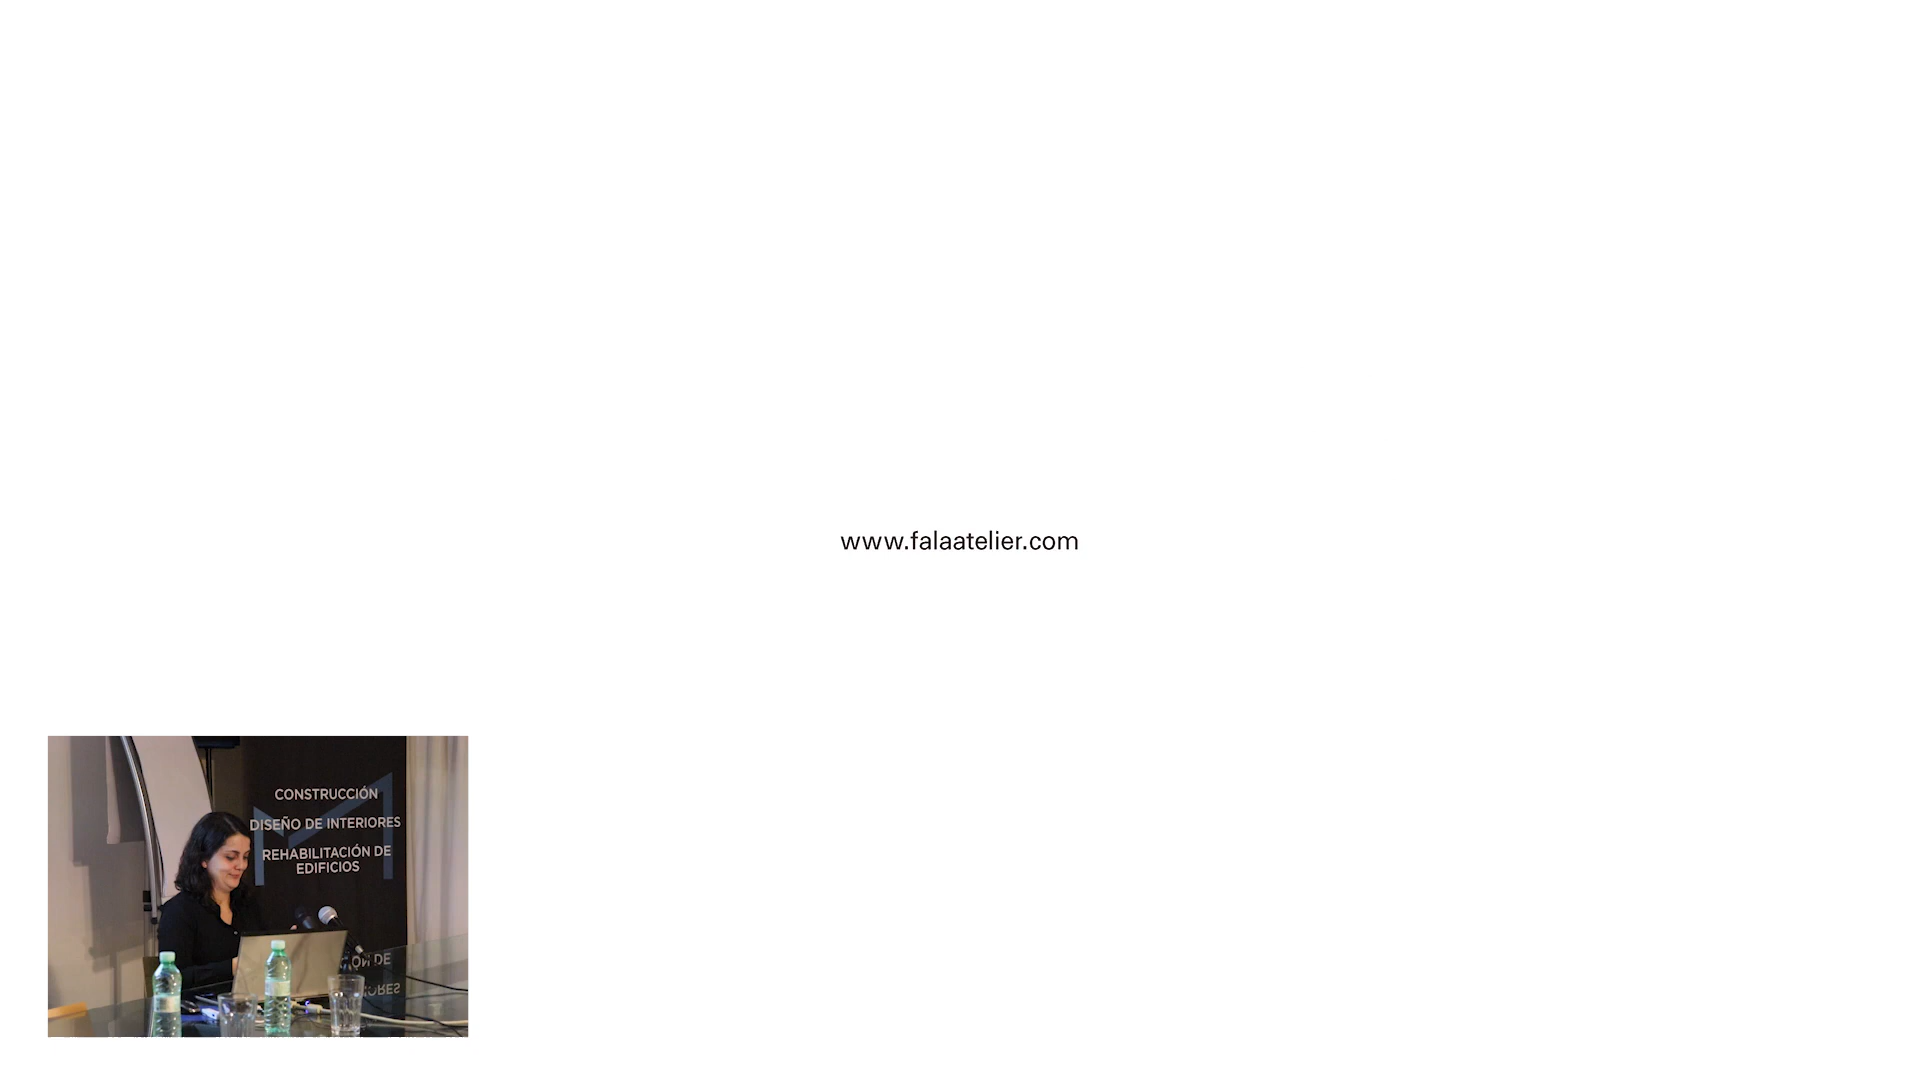 www.falaatelier.com
CONSTRUCCIÓN
DISEÑO DE INTERIORES
REHABILITACIÓN DE
EDIFICIOS